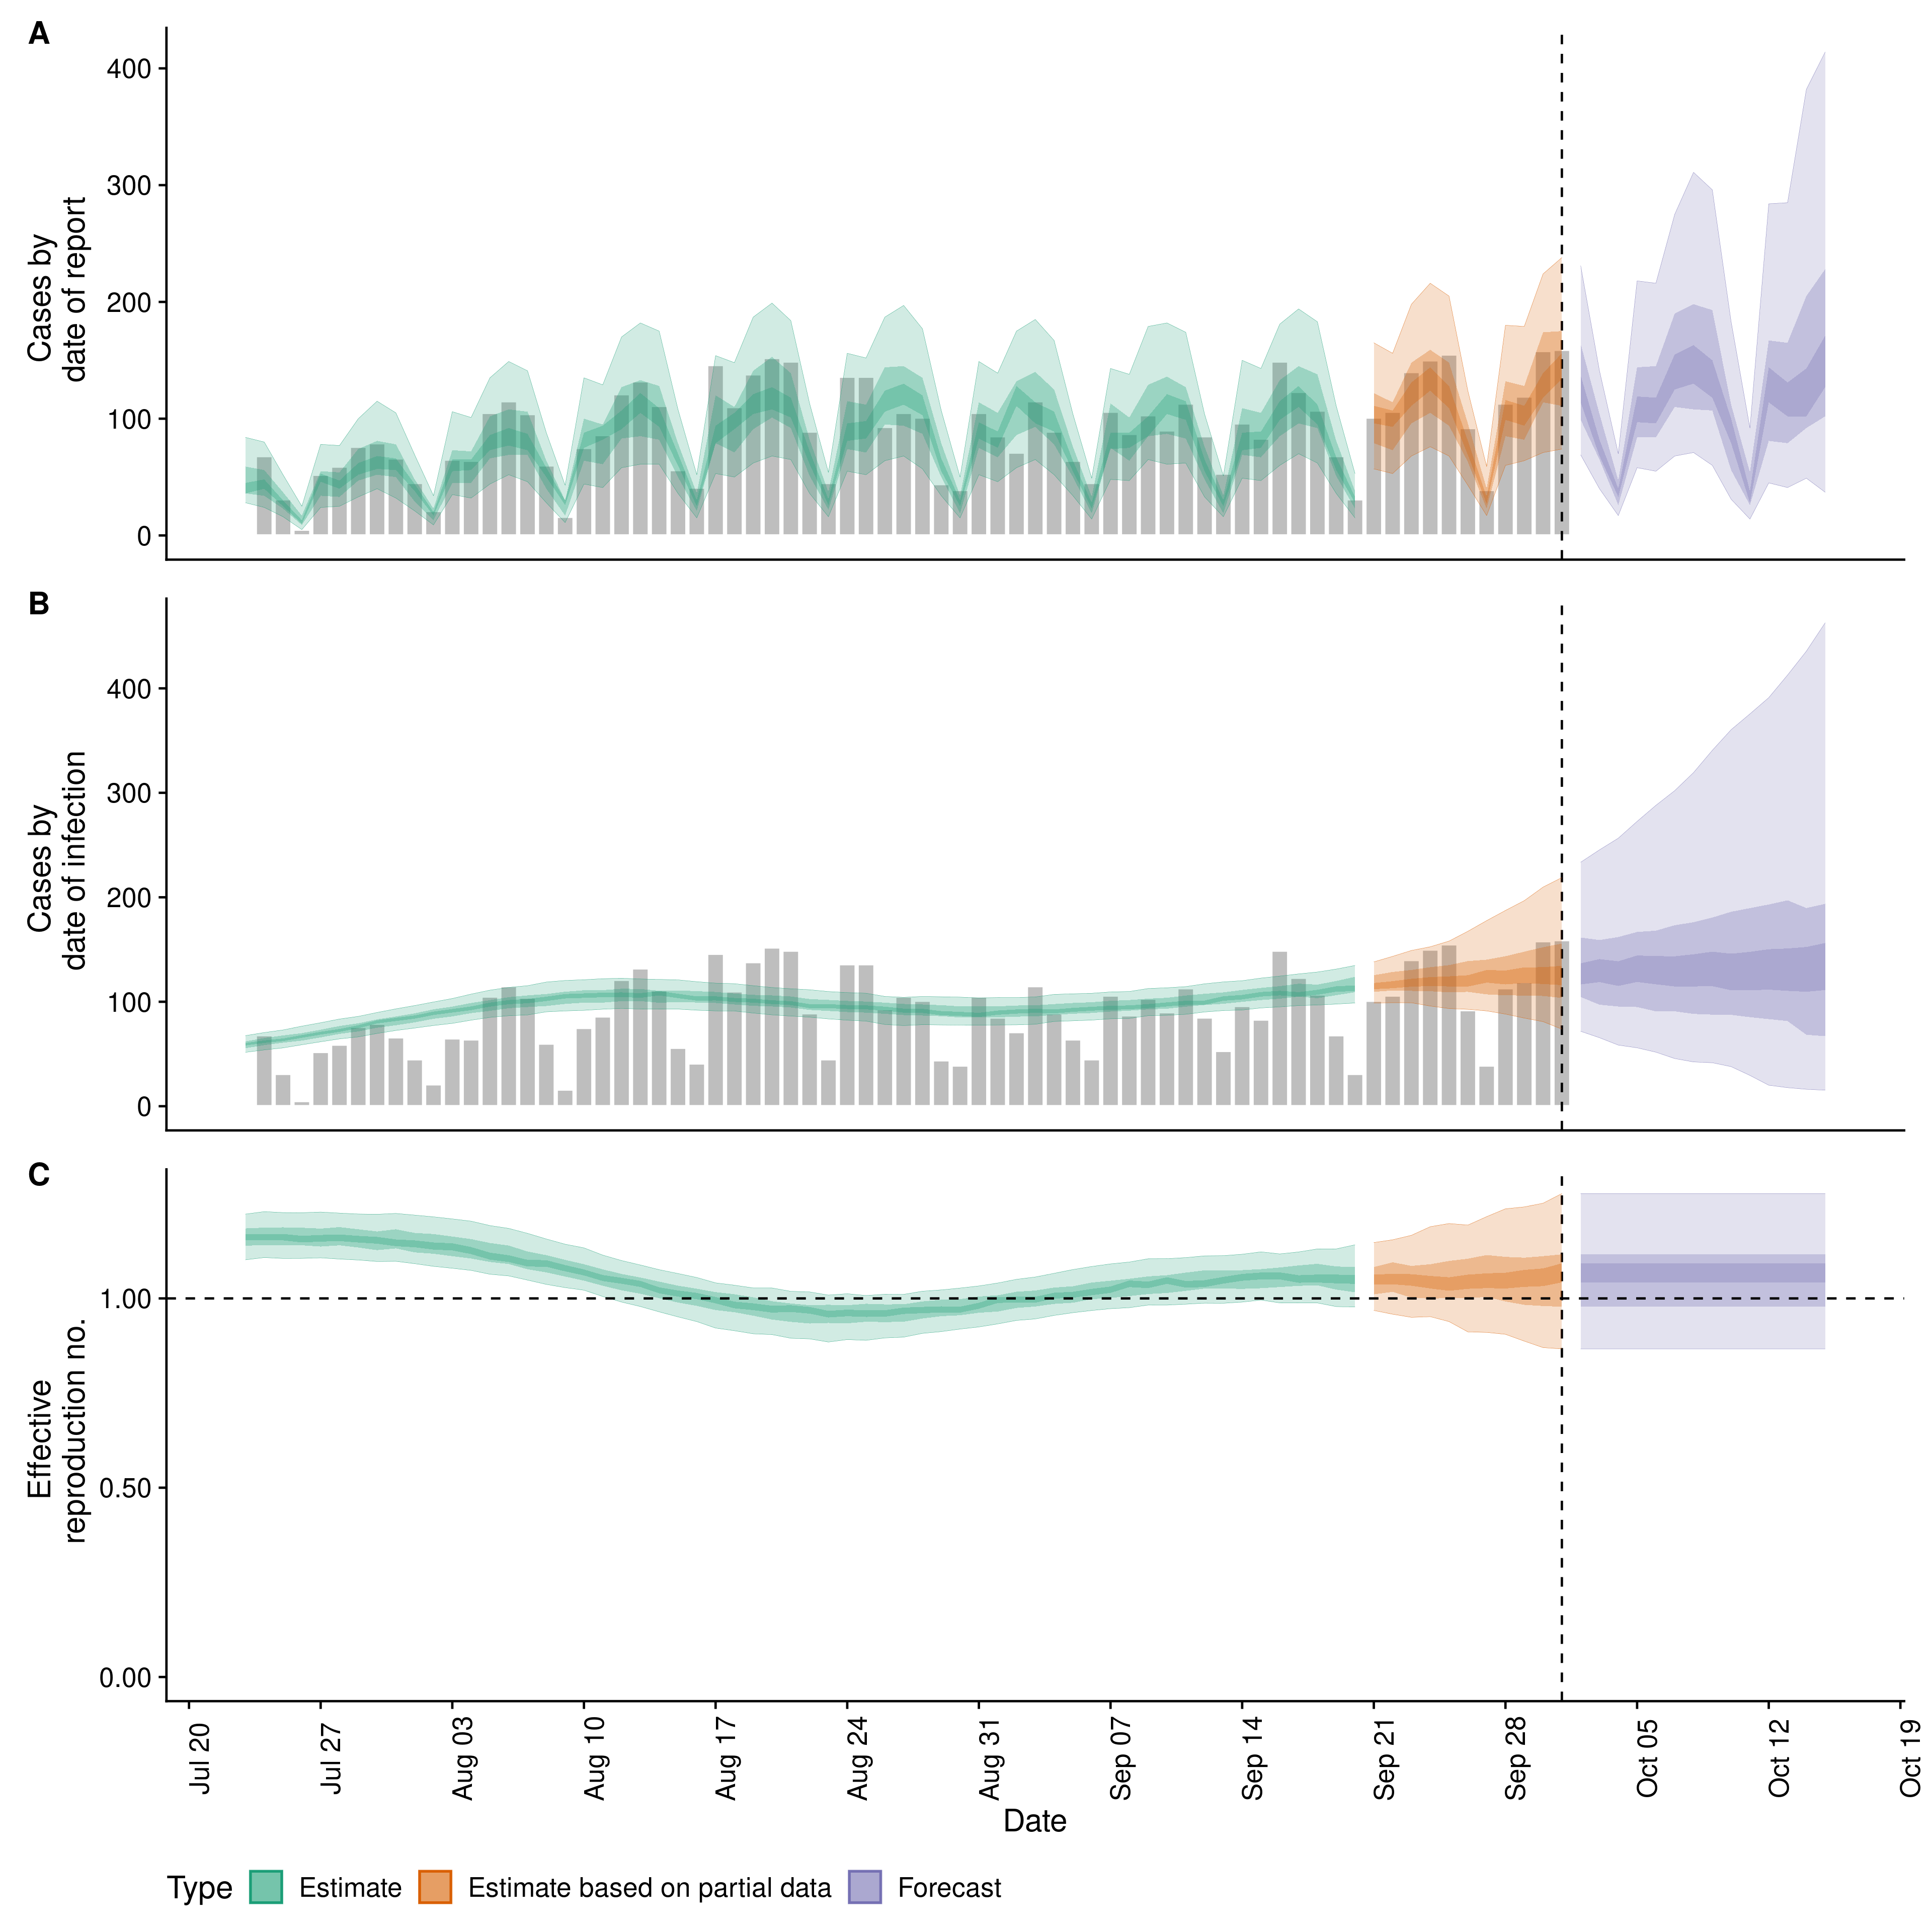 A
400
300
200
100
0
Cases by
date of report
B
400
300
200
100
0
Cases by
date of infection
C
1.00
0.50
0.00
Effective
reproduction no.
Jul 20
Jul 27
Aug 03
Aug 10
Aug 17
Aug 24
Aug 31
Sep 07
Sep 14
Sep 21
Sep 28
Oct 05
Oct 12
Oct 19
Date
Type Estimate Estimate based on partial data Forecast